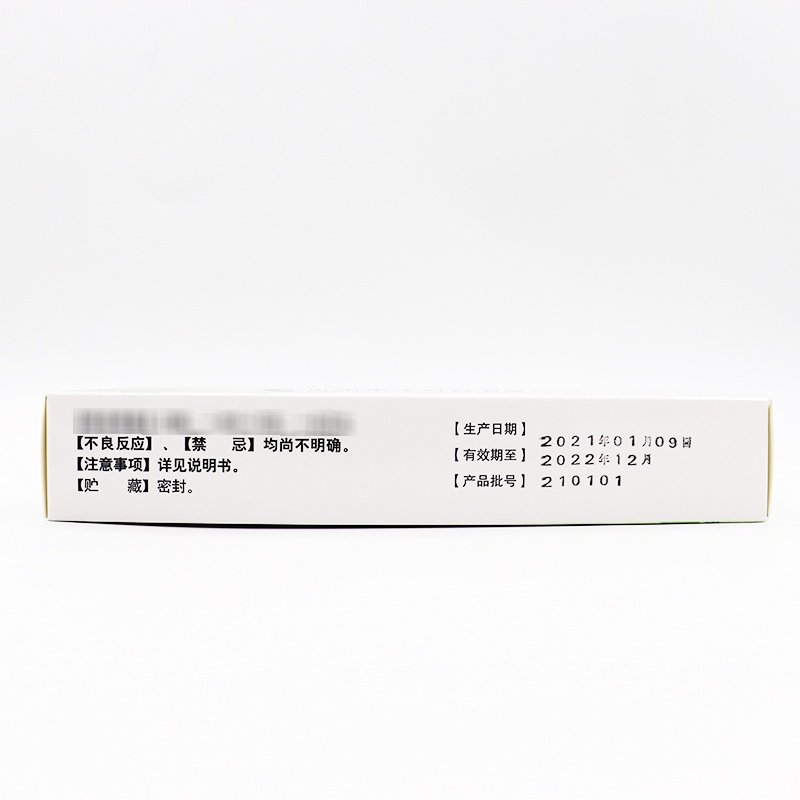 【不良反应】、【禁 忌】均尚不明确。
【注意事项】详见说明书。
【贮 藏】密封。
【生产日期】 2021年01月09日
【有效期至】 2022年12月
【产品批号】 210101